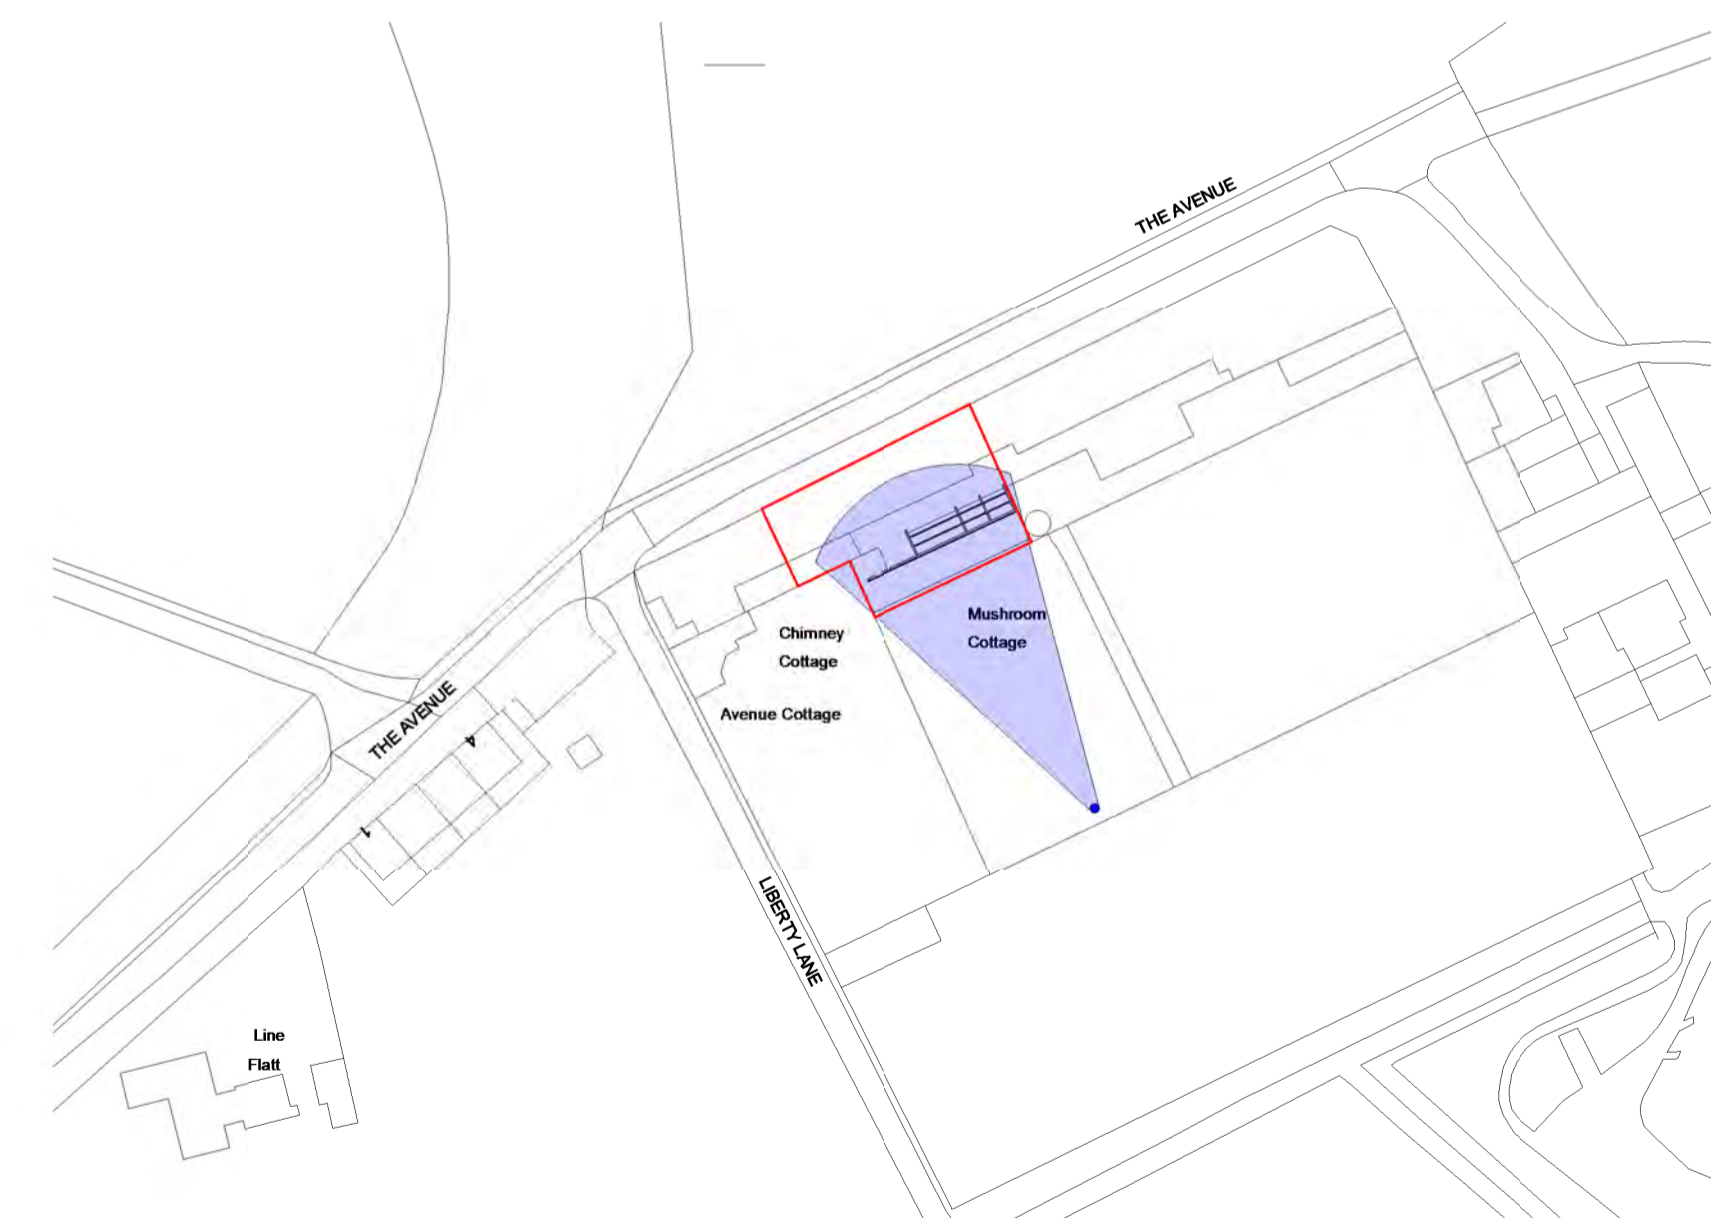 THE AVENUE
Mushroom
Cottage
Chimney
Cottage
Avenue Cottage
THE AVENUE
4
1
LIBERTY LANE
Line
Flatt